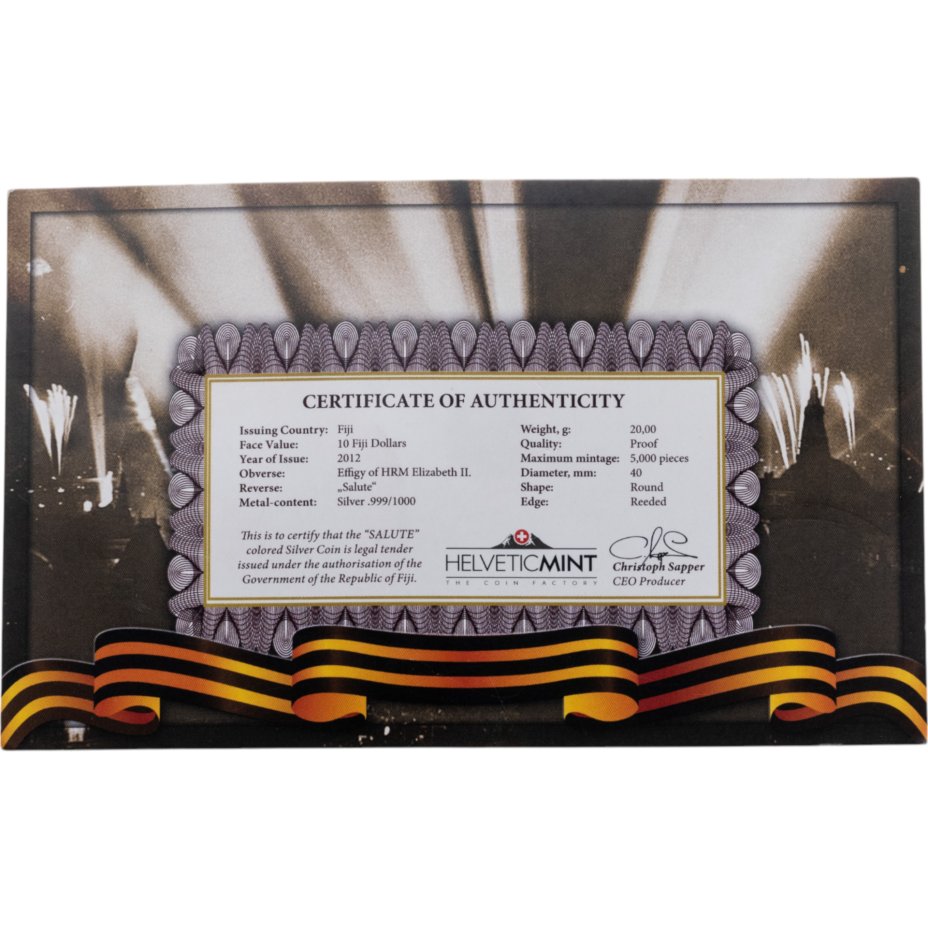 CERTIFICATE OF AUTHENTICITY
Issuing Country: Fiji
Face Value: 10 Fiji Dollars
Year of Issue: 2012
Obverse: Effigy of HRM Elizabeth II.
Reverse: „Salute“
Metal-content: Silver .999/1000
Weight, g: 20,00
Quality: Proof
Maximum mintage: 5,000 pieces
Diameter, mm: 40
Shape: Round
Edge: Reeded
This is to certify that the “SALUTE”
colored Silver Coin is legal tender
issued under the authorisation of the
Government of the Republic of Fiji.
HELVETICMINT
THE COIN FACTORY
Christoph Sapper
CEO Producer